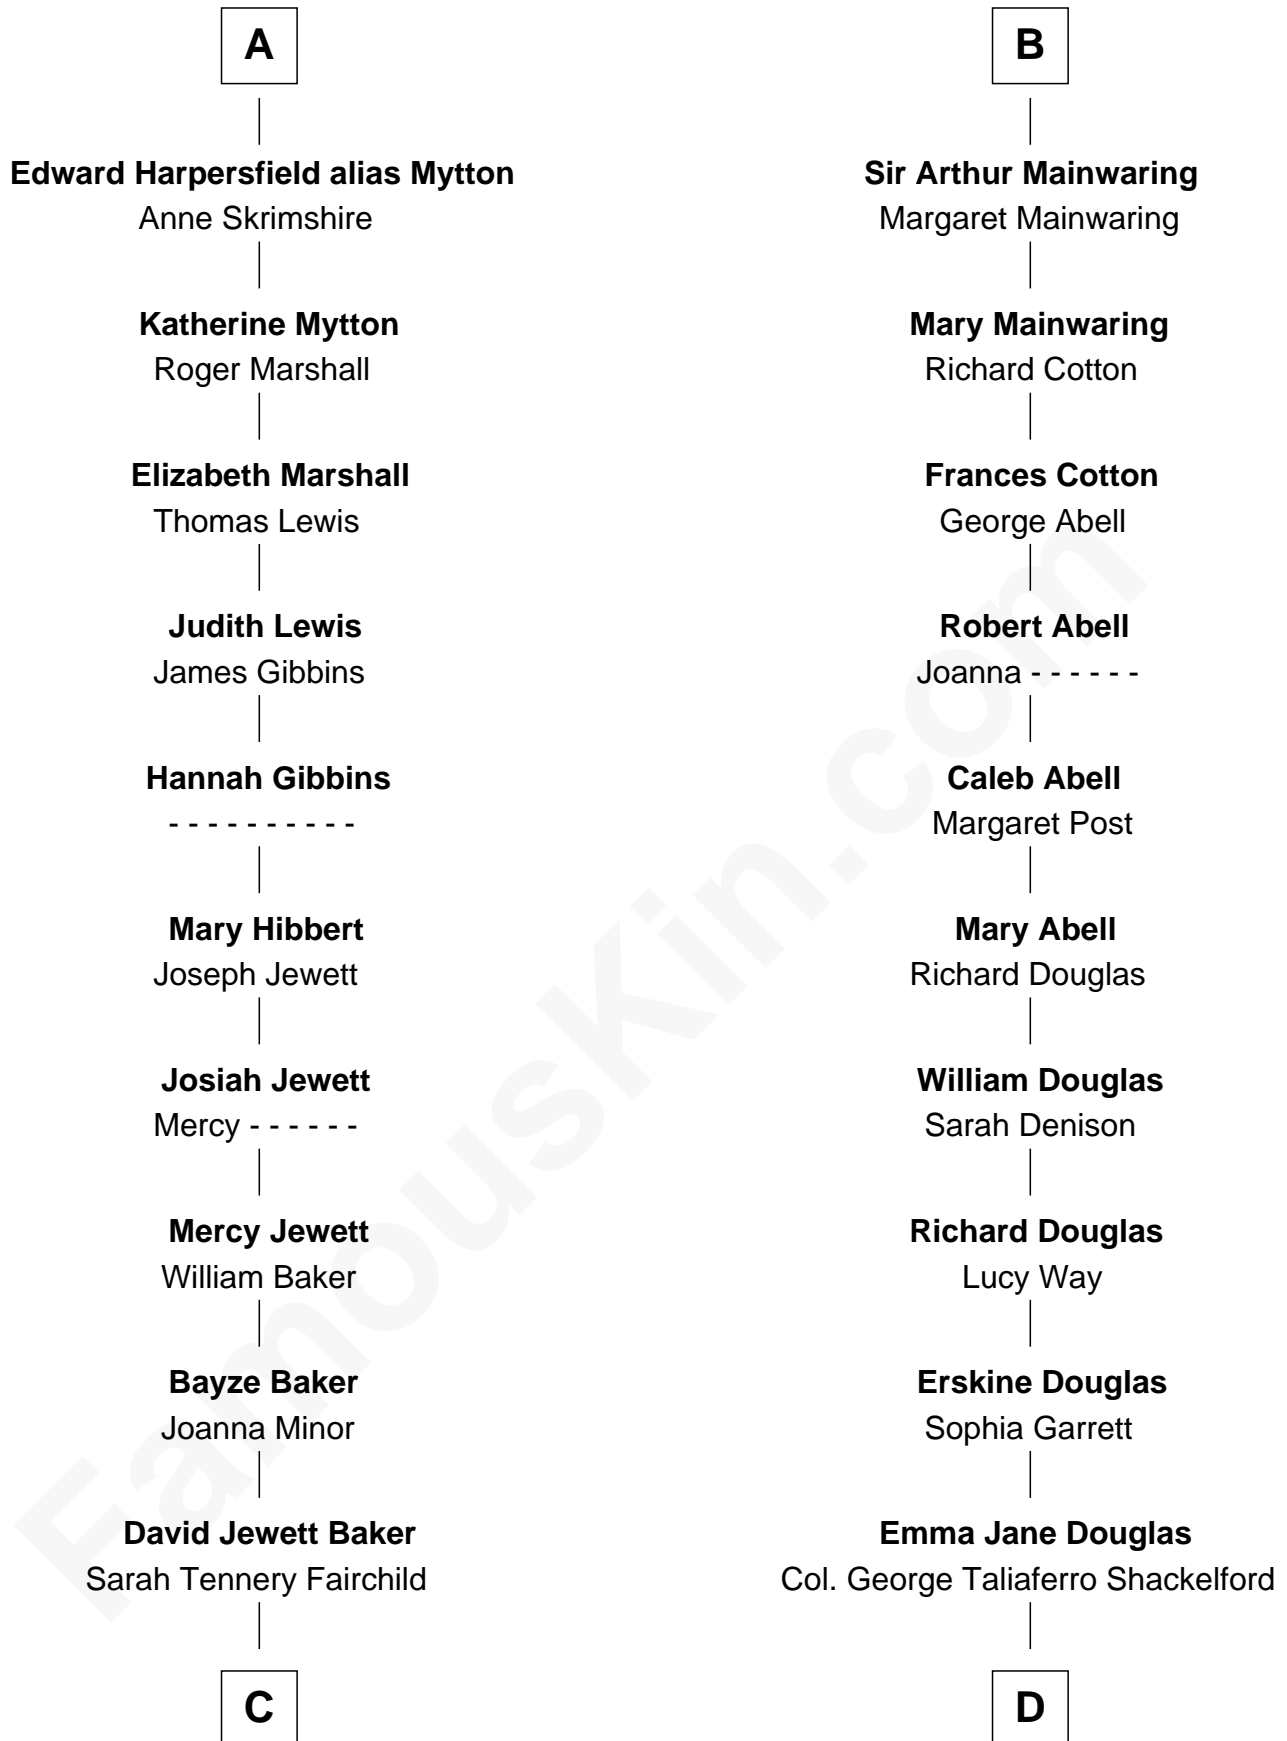 A
Edward Harpersfield alias Mytton
Anne Skrimshire
Katherine Mytton
Roger Marshall
Elizabeth Marshall
Thomas Lewis
Judith Lewis
James Gibbins
Hannah Gibbins
- - - - - - - - - -
Mary Hibbert
Joseph Jewett
Josiah Jewett
Mercy - - - - - -
Mercy Jewett
William Baker
Bayze Baker
Joanna Minor
David Jewett Baker
Sarah Tennery Fairchild
C
B
Sir Arthur Mainwaring
Margaret Mainwaring
Mary Mainwaring
Richard Cotton
Frances Cotton
George Abell
Robert Abell
Joanna - - - - - -
Caleb Abell
Margaret Post
Mary Abell
Richard Douglas
William Douglas
Sarah Denison
Richard Douglas
Lucy Way
Erskine Douglas
Sophia Garrett
Emma Jane Douglas
Col. George Taliaferro Shackelford
D
FamousKin.com